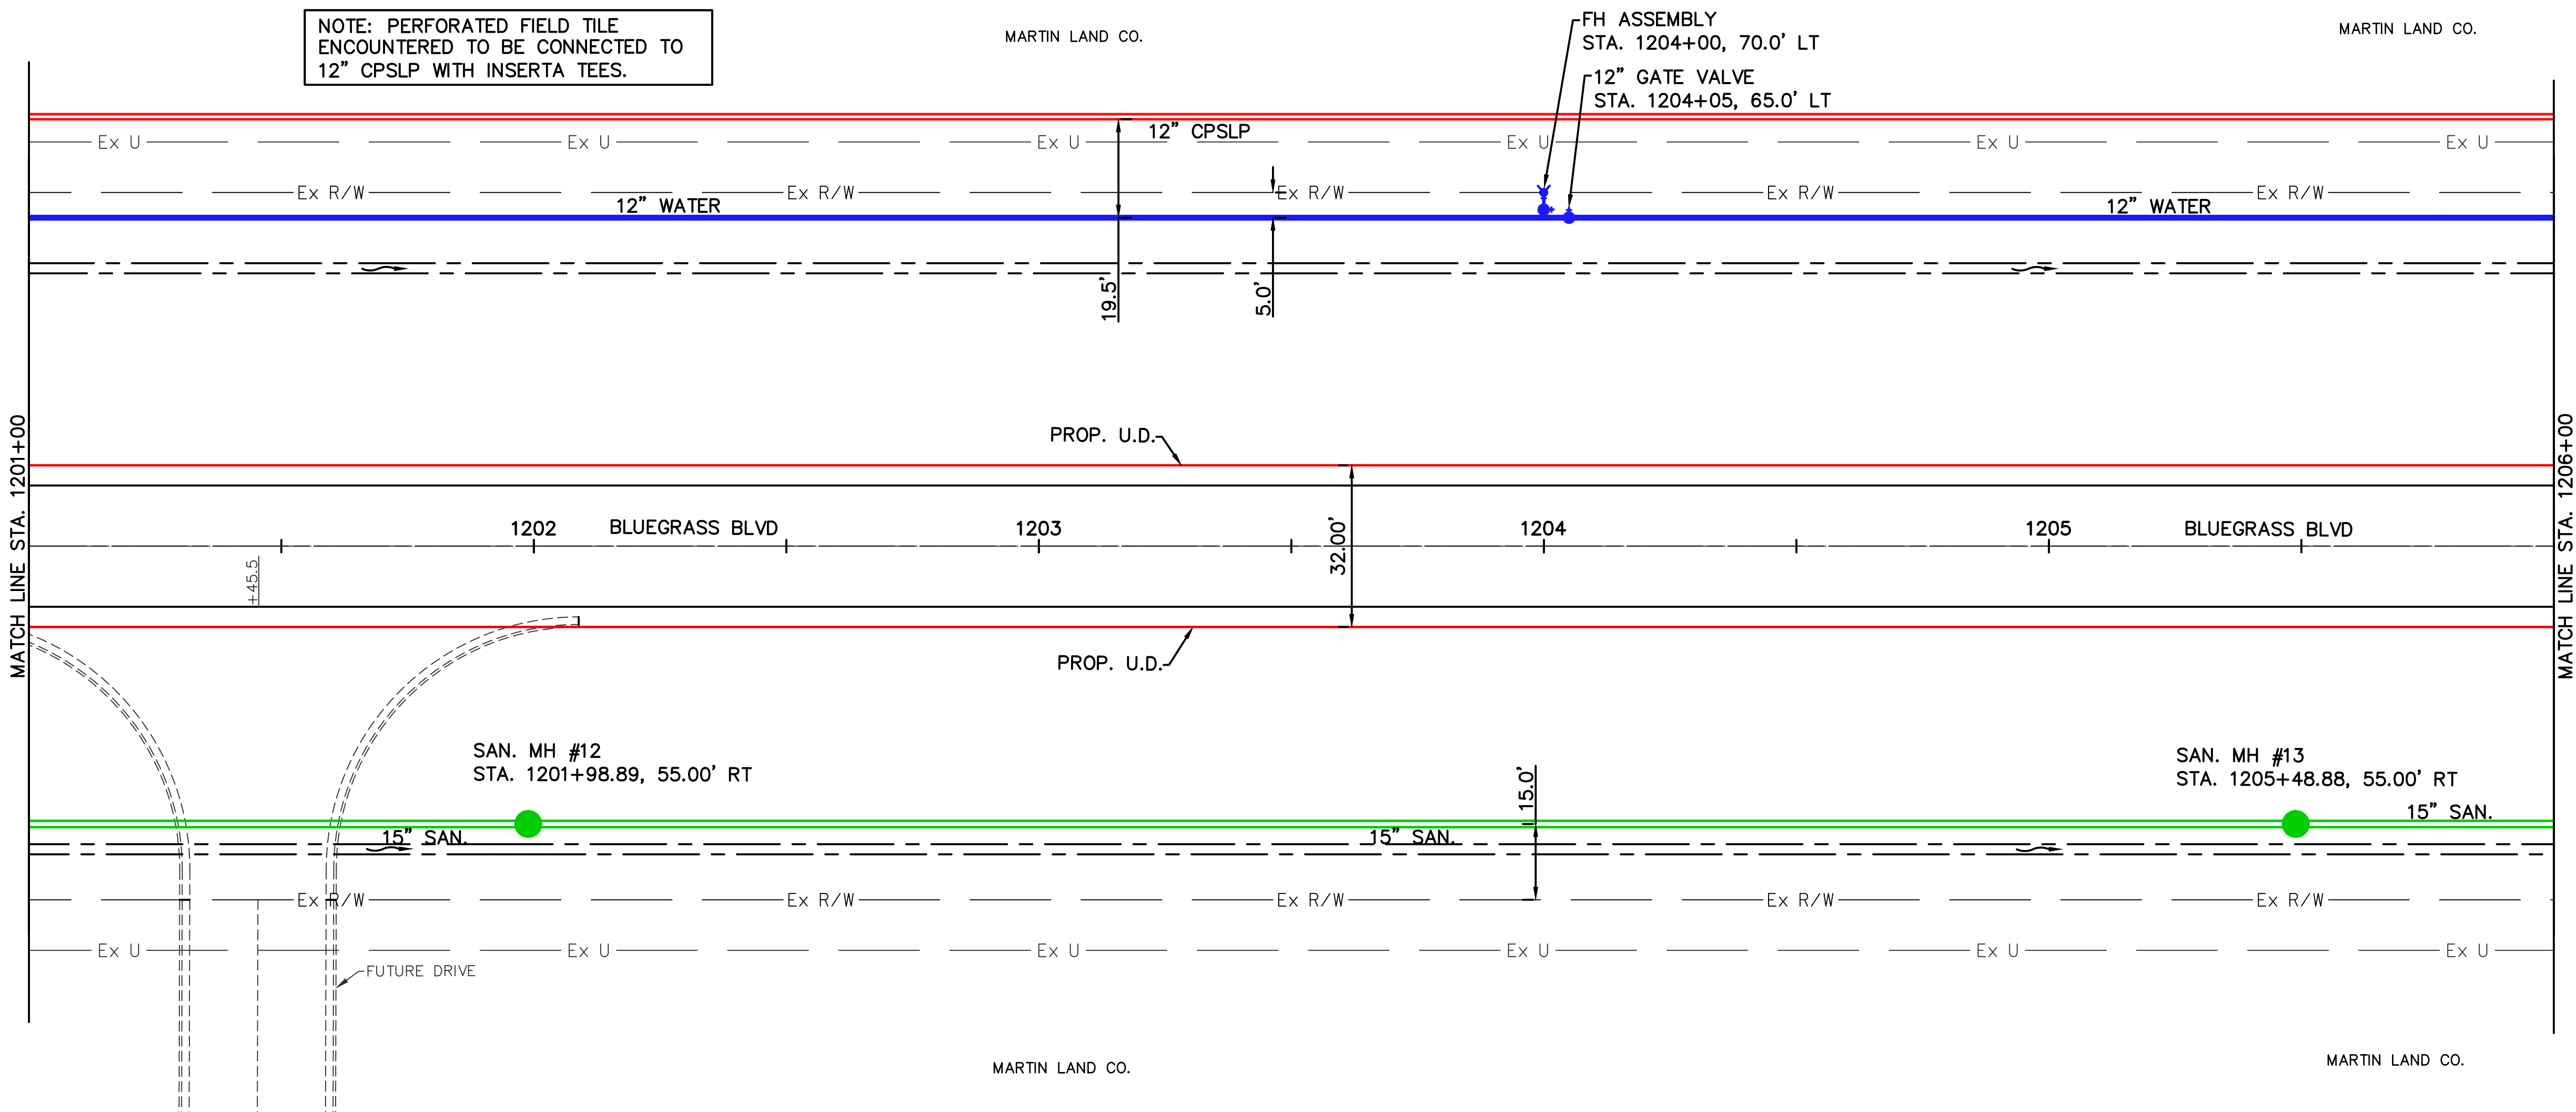 NOTE: PERFORATED FIELD TILE
ENCOUNTERED TO BE CONNECTED TO
12" CPSLP WITH INSERTA TEES.
MARTIN LAND CO.
FH ASSEMBLY
STA. 1204+00, 70.0' LT
12" GATE VALVE
STA. 1204+05, 65.0' LT
MARTIN LAND CO.
12" CPSLP
Ex U
Ex U
Ex U
Ex U
Ex U
Ex U
Ex R/W
Ex R/W
Ex R/W
Ex R/W
Ex R/W
12" WATER
12" WATER
19.5'
5.0'
PROP. U.D.
MATCH LINE STA. 1201+00
MATCH LINE STA. 1206+00
1202
BLUEGRASS BLVD
1203
1204
1205
BLUEGRASS BLVD
32.00'
+45.5
PROP. U.D.
SAN. MH #12
STA. 1201+98.89, 55.00' RT
SAN. MH #13
STA. 1205+48.88, 55.00' RT
15.0'
15" SAN.
15" SAN.
15" SAN.
Ex R/W
Ex R/W
Ex R/W
Ex R/W
Ex R/W
Ex U
Ex U
Ex U
Ex U
Ex U
Ex U
FUTURE DRIVE
MARTIN LAND CO.
MARTIN LAND CO.